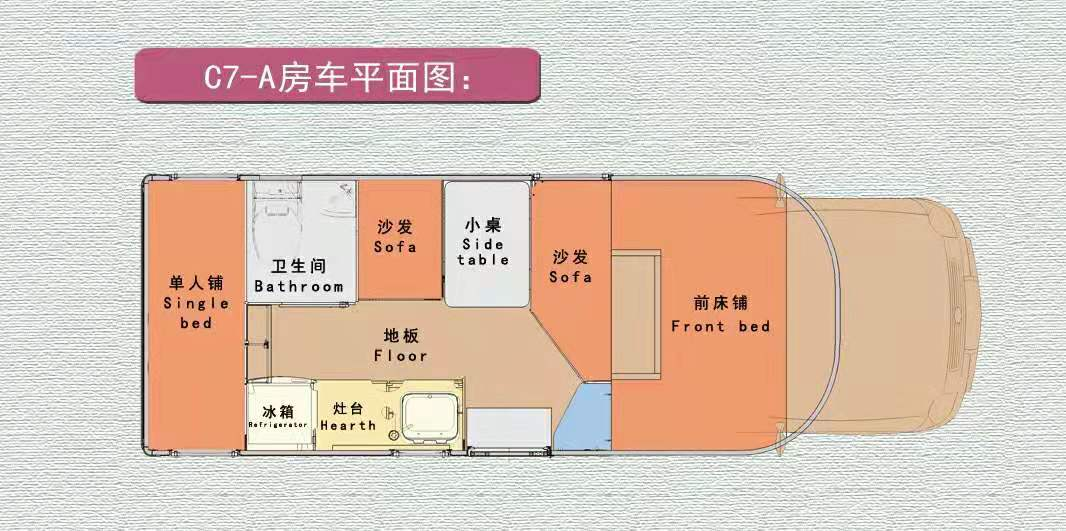 C7-A房车平面图：
单人铺
Single
bed
卫生间
Bathroom
沙发
Sofa
小桌
Side
table
沙发
Sofa
前床铺
Front bed
地板
Floor
冰箱
Refrigerator
灶台
Hearth